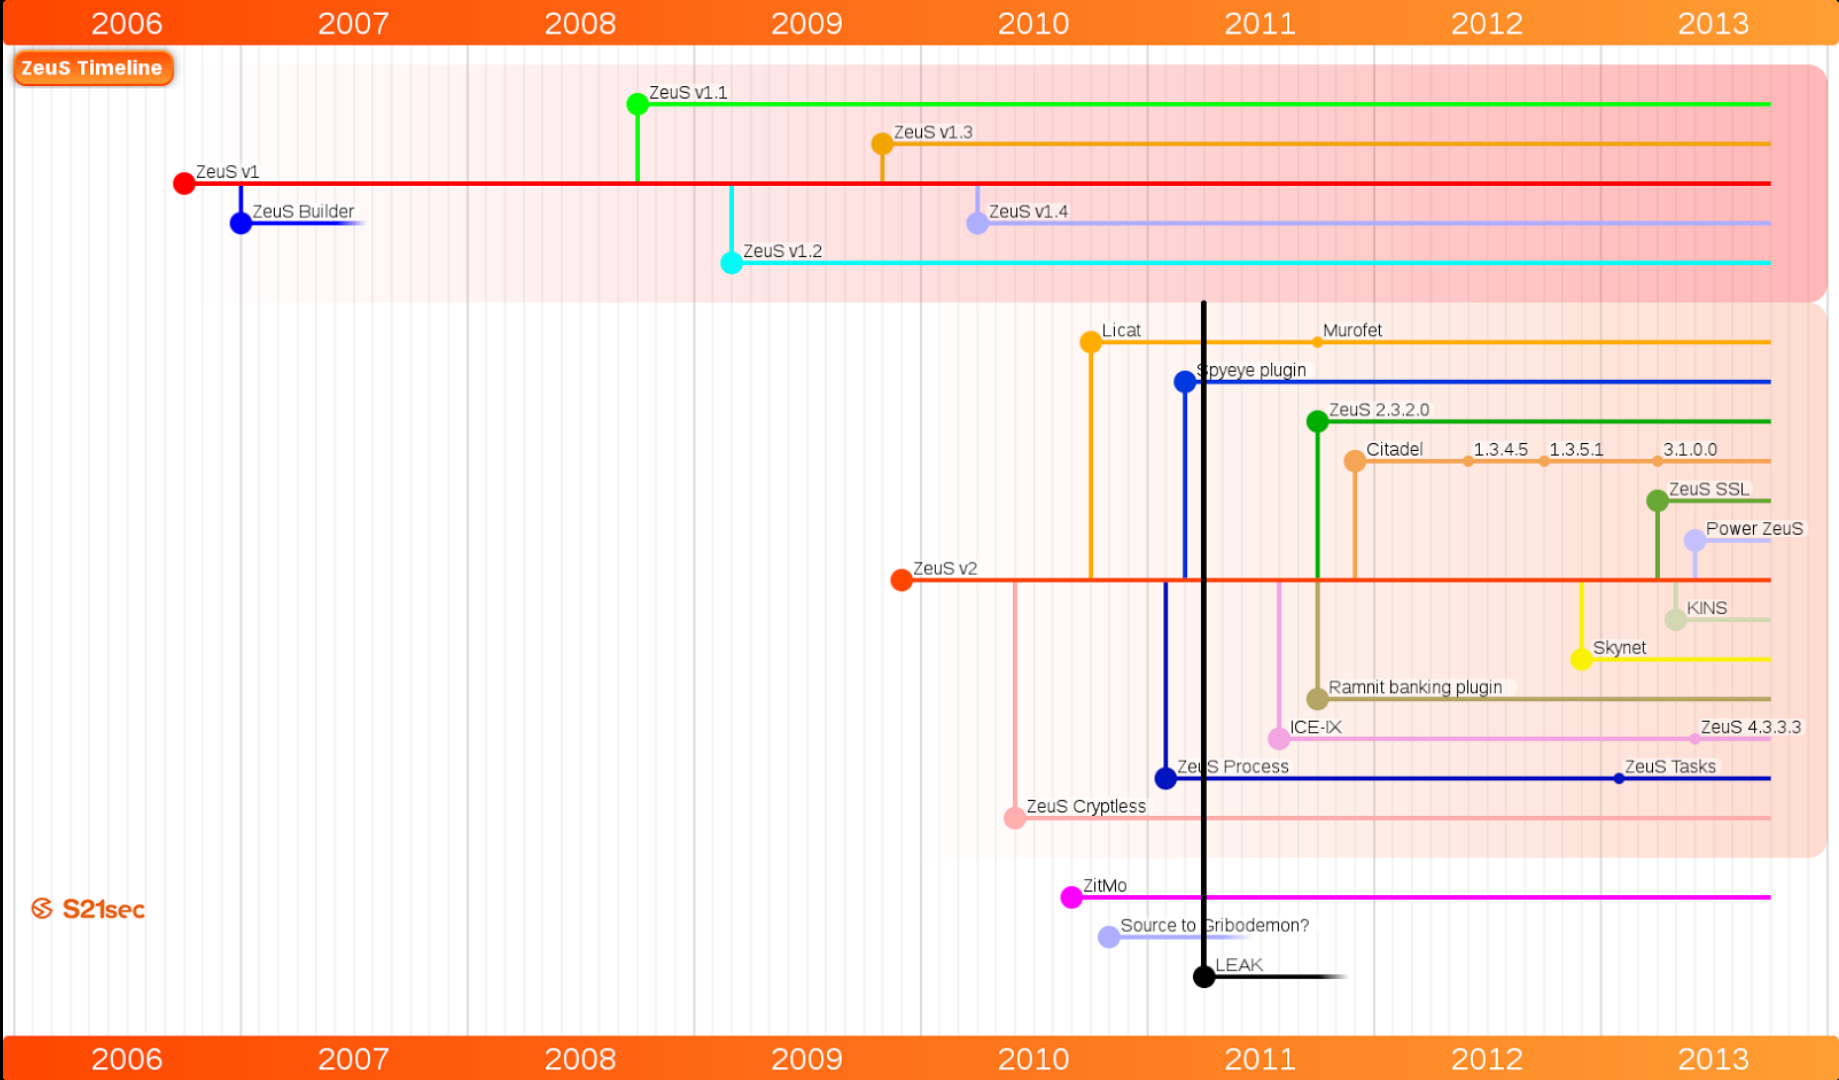 2006 2007 2008 2009 2010 2011 2012 2013
ZeuS Timeline
ZeuS v1.1
ZeuS v1.3
ZeuS v1
ZeuS Builder
ZeuS v1.4
ZeuS v1.2
Licat
Murofet
Spyeye plugin
ZeuS 2.3.2.0
Citadel
1.3.4.5
1.3.5.1
3.1.0.0
ZeuS SSL
Power ZeuS
ZeuS v2
KINS
Skynet
Ramnit banking plugin
ICE-IX
ZeuS 4.3.3.3
ZeuS Process
ZeuS Tasks
ZeuS Cryptless
ZitMo
S21sec
Source to Gribodemon?
LEAK
2006 2007 2008 2009 2010 2011 2012 2013